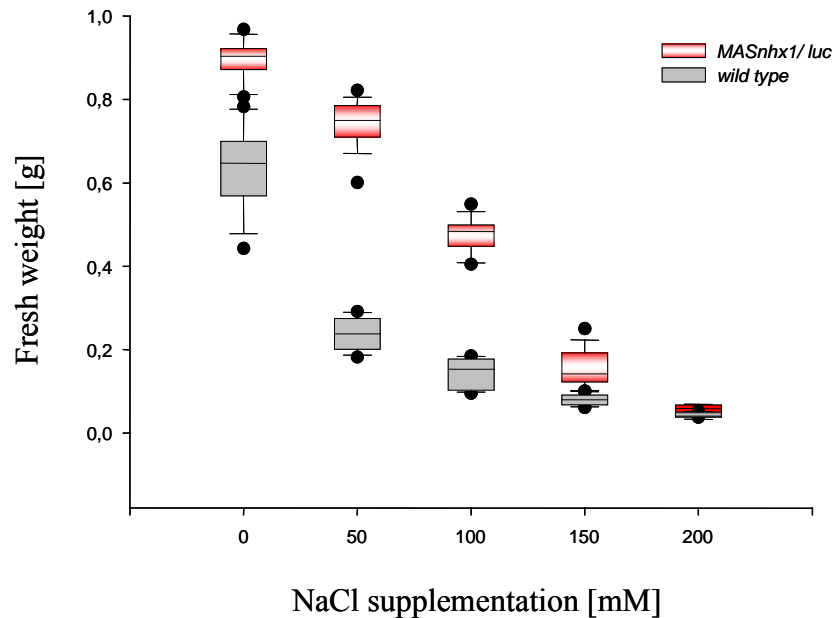 Fresh weight [g]
1,0
0,8
0,6
0,4
0,2
0,0
MASnhx1/ luc
wild type
0 50 100 150 200
NaCl supplementation [mM]